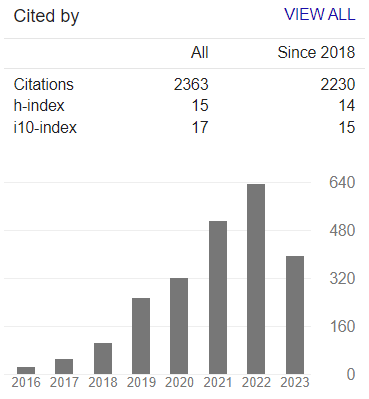 Cited by VIEW ALL
All Since 2018
Citations 2363 2230
h-index 15 14
i10-index 17 15
640
480
320
160
0
2016 2017 2018 2019 2020 2021 2022 2023